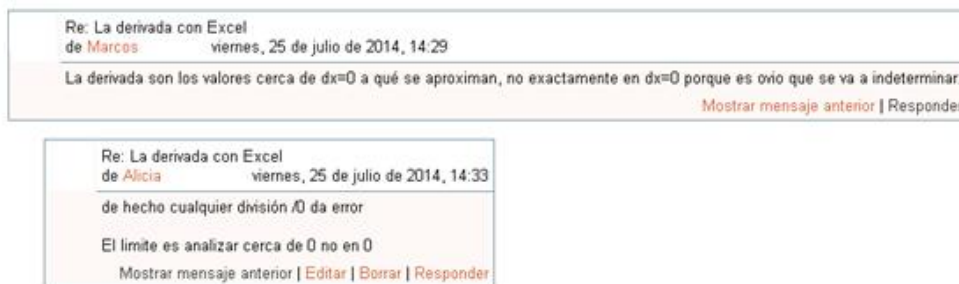 Re: La derivada con Excel
de Marcos viernes, 25 de julio de 2014, 14:29
La derivada son los valores cerca de dx=0 a qué se aproximan, no exactamente en dx=0 porque es ovio que se va a indeterminar
Mostrar mensaje anterior | Responde
Re: La derivada con Excel
de Alicia viernes, 25 de julio de 2014, 14:33
de hecho cualquier división /0 da error
El limite es analizar cerca de 0 no en 0
Mostrar mensaje anterior | Editar | Borrar | Responder